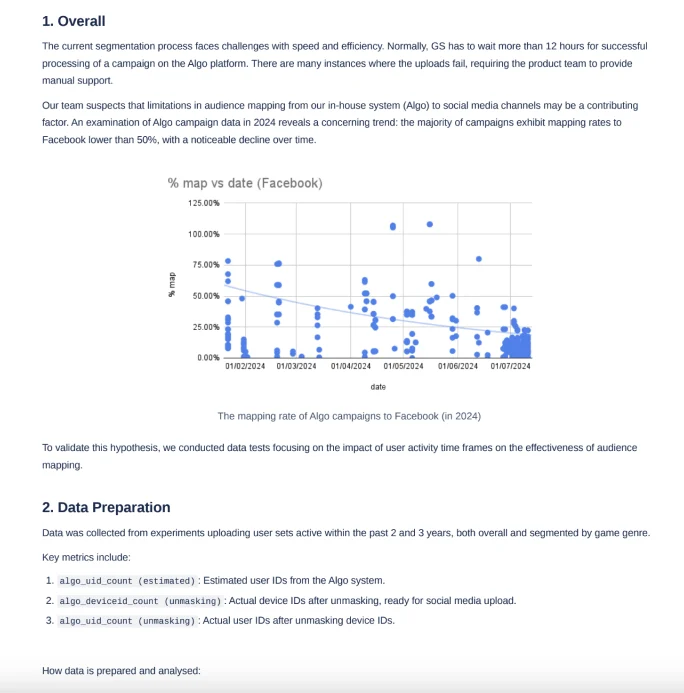 1. Overall
The current segmentation process faces challenges with speed and efficiency. Normally, GS has to wait more than 12 hours for successful
processing of a campaign on the Algo platform. There are many instances where the uploads fail, requiring the product team to provide
manual support.
Our team suspects that limitations in audience mapping from our in-house system (Algo) to social media channels may be a contributing
factor. An examination of Algo campaign data in 2024 reveals a concerning trend: the majority of campaigns exhibit mapping rates to
Facebook lower than 50%, with a noticeable decline over time.
% map vs date (Facebook)
125.00%
100.00%
75.00%
50.00%
25.00%
0.00%
% map
01/02/2024 01/03/2024 01/04/2024 01/05/2024 01/06/2024 01/07/2024
date
The mapping rate of Algo campaigns to Facebook (in 2024)
To validate this hypothesis, we conducted data tests focusing on the impact of user activity time frames on the effectiveness of audience
mapping.
2. Data Preparation
Data was collected from experiments uploading user sets active within the past 2 and 3 years, both overall and segmented by game genre.
Key metrics include:
1. algo_uid_count (estimated) : Estimated user IDs from the Algo system.
2. algo_deviceid_count (unmasking) : Actual device IDs after unmasking, ready for social media upload.
3. algo_uid_count (unmasking) : Actual user IDs after unmasking device IDs.
How data is prepared and analysed: